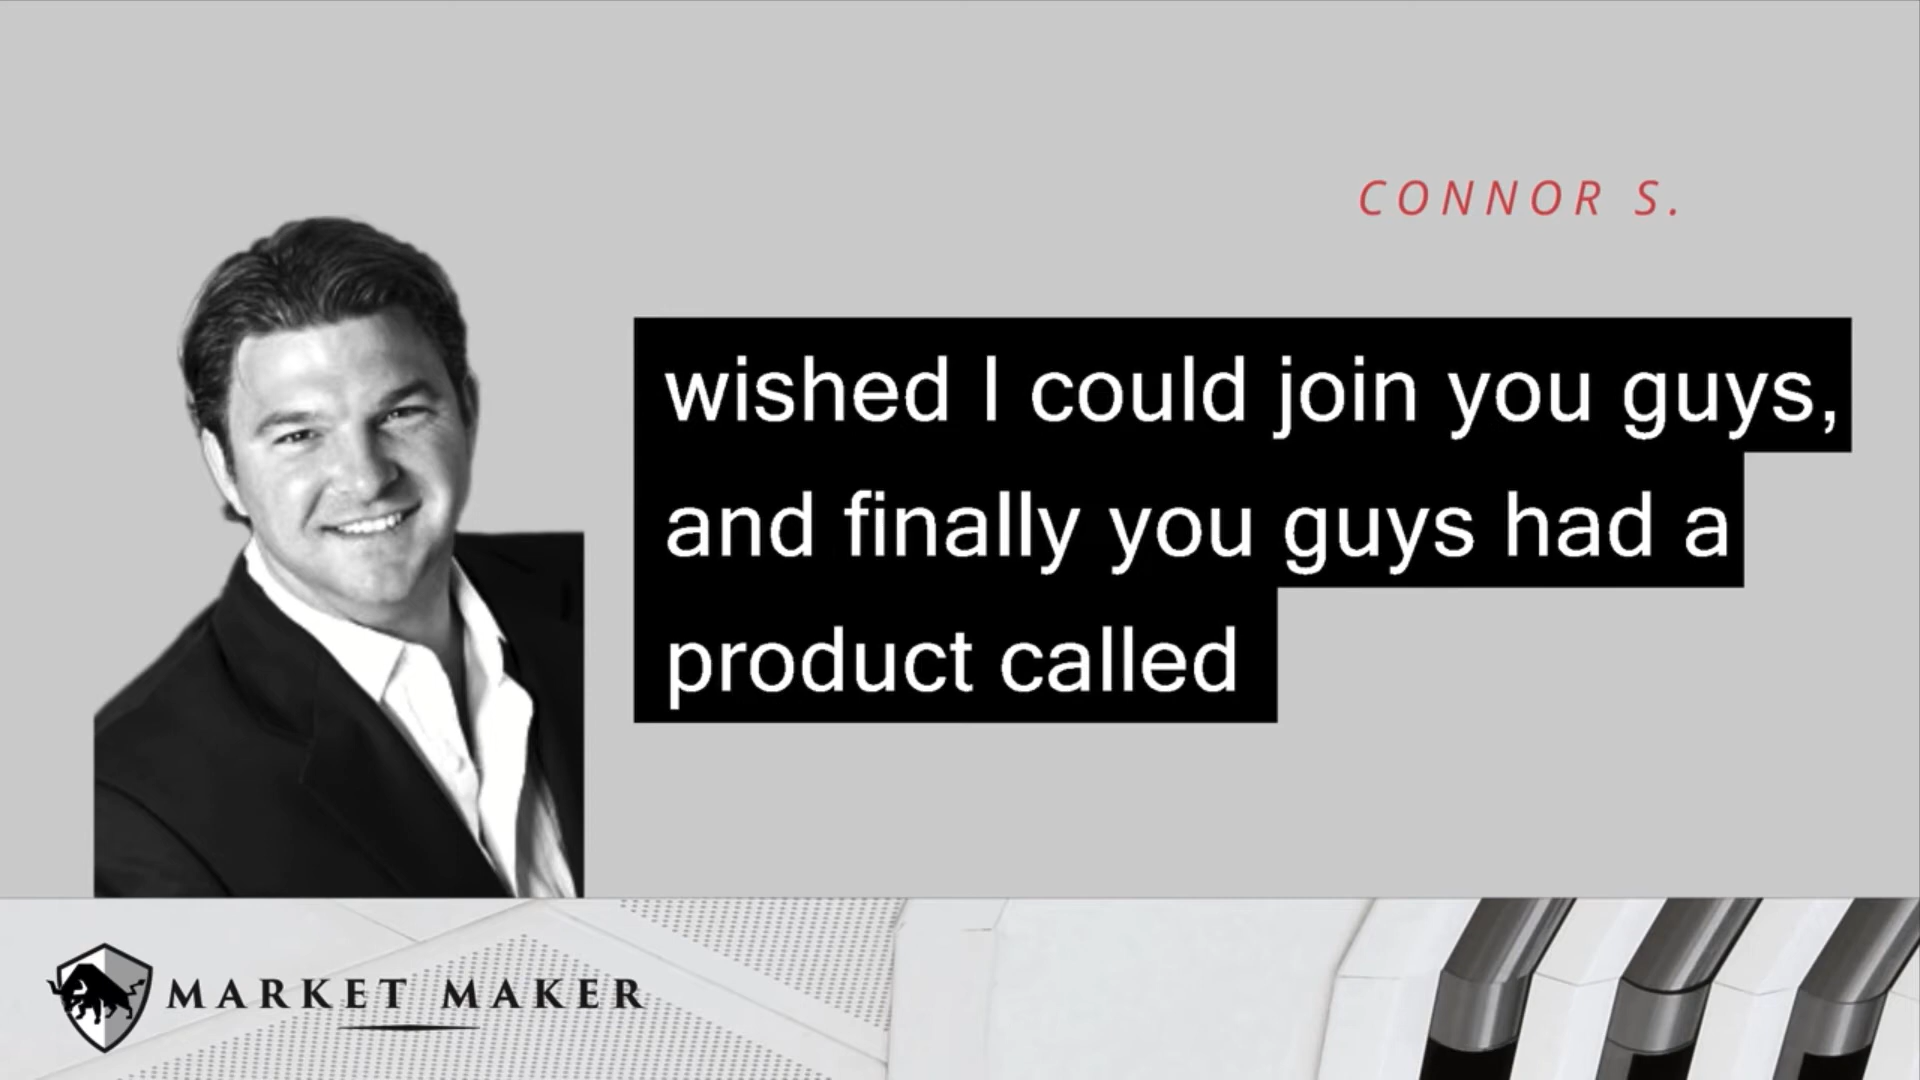 CONNOR S.
wished I could join you guys,
and finally you guys had a
product called
MARKET MAKER